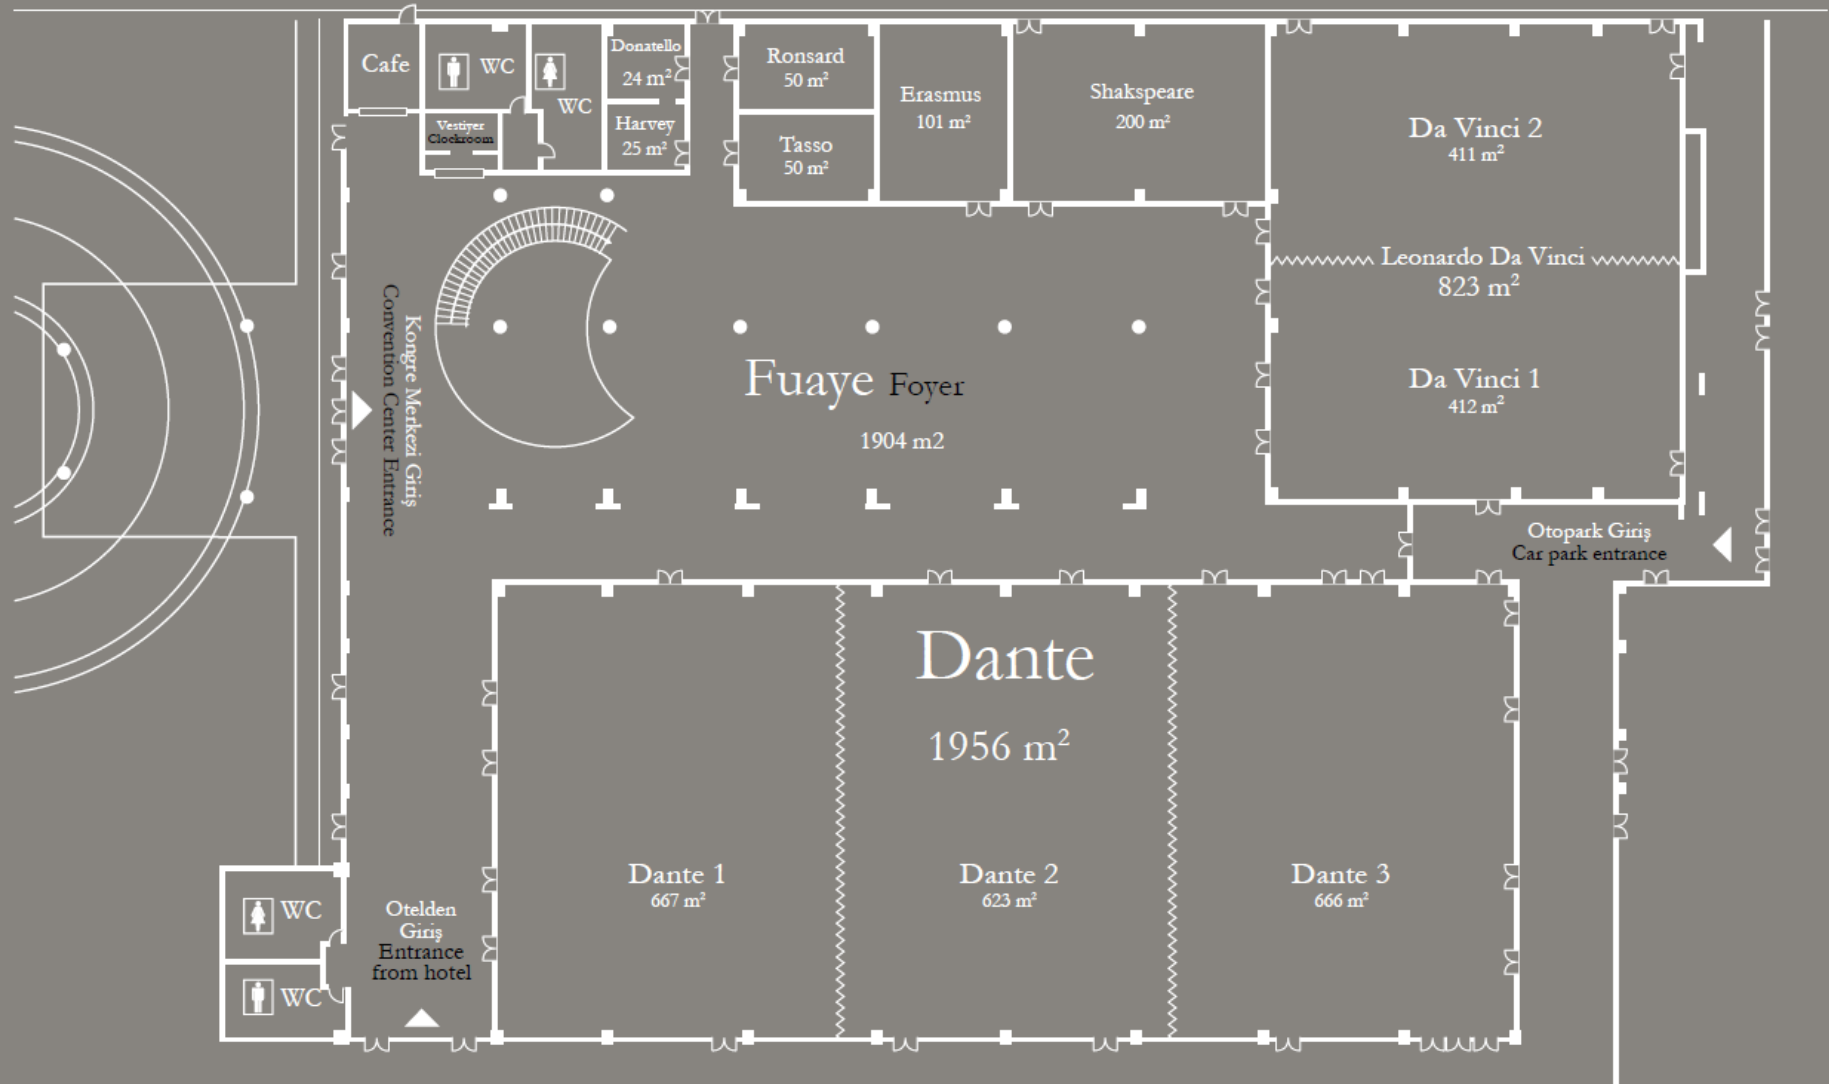 Cafe
WC
WC
Donatello
24 m²
Harvey
25 m²
Vestiyer
Clockroom
Ronsard
50 m²
Tasso
50 m²
Erasmus
101 m²
Shakspeare
200 m²
Da Vinci 2
411 m²
Leonardo Da Vinci
823 m²
Da Vinci 1
412 m²
Kongre Merkezi Giriş
Convention Center Entrance
Fuaye Foyer
1904 m2
Otopark Giriş
Car park entrance
Dante
1956 m²
Dante 1
667 m²
Dante 2
623 m²
Dante 3
666 m²
WC
WC
Otelden
Giriş
Entrance
from hotel